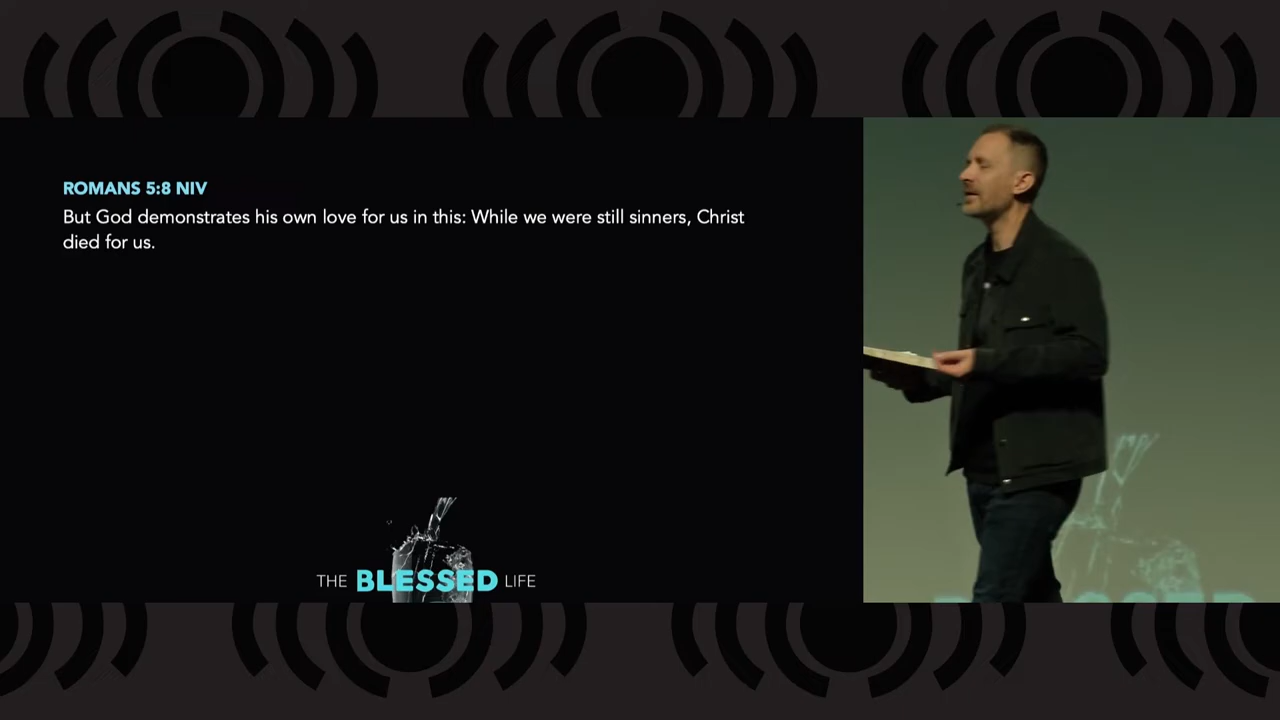 ROMANS 5:8 NIV
But God demonstrates his own love for us in this: While we were still sinners, Christ
died for us.
THE BLESSED LIFE